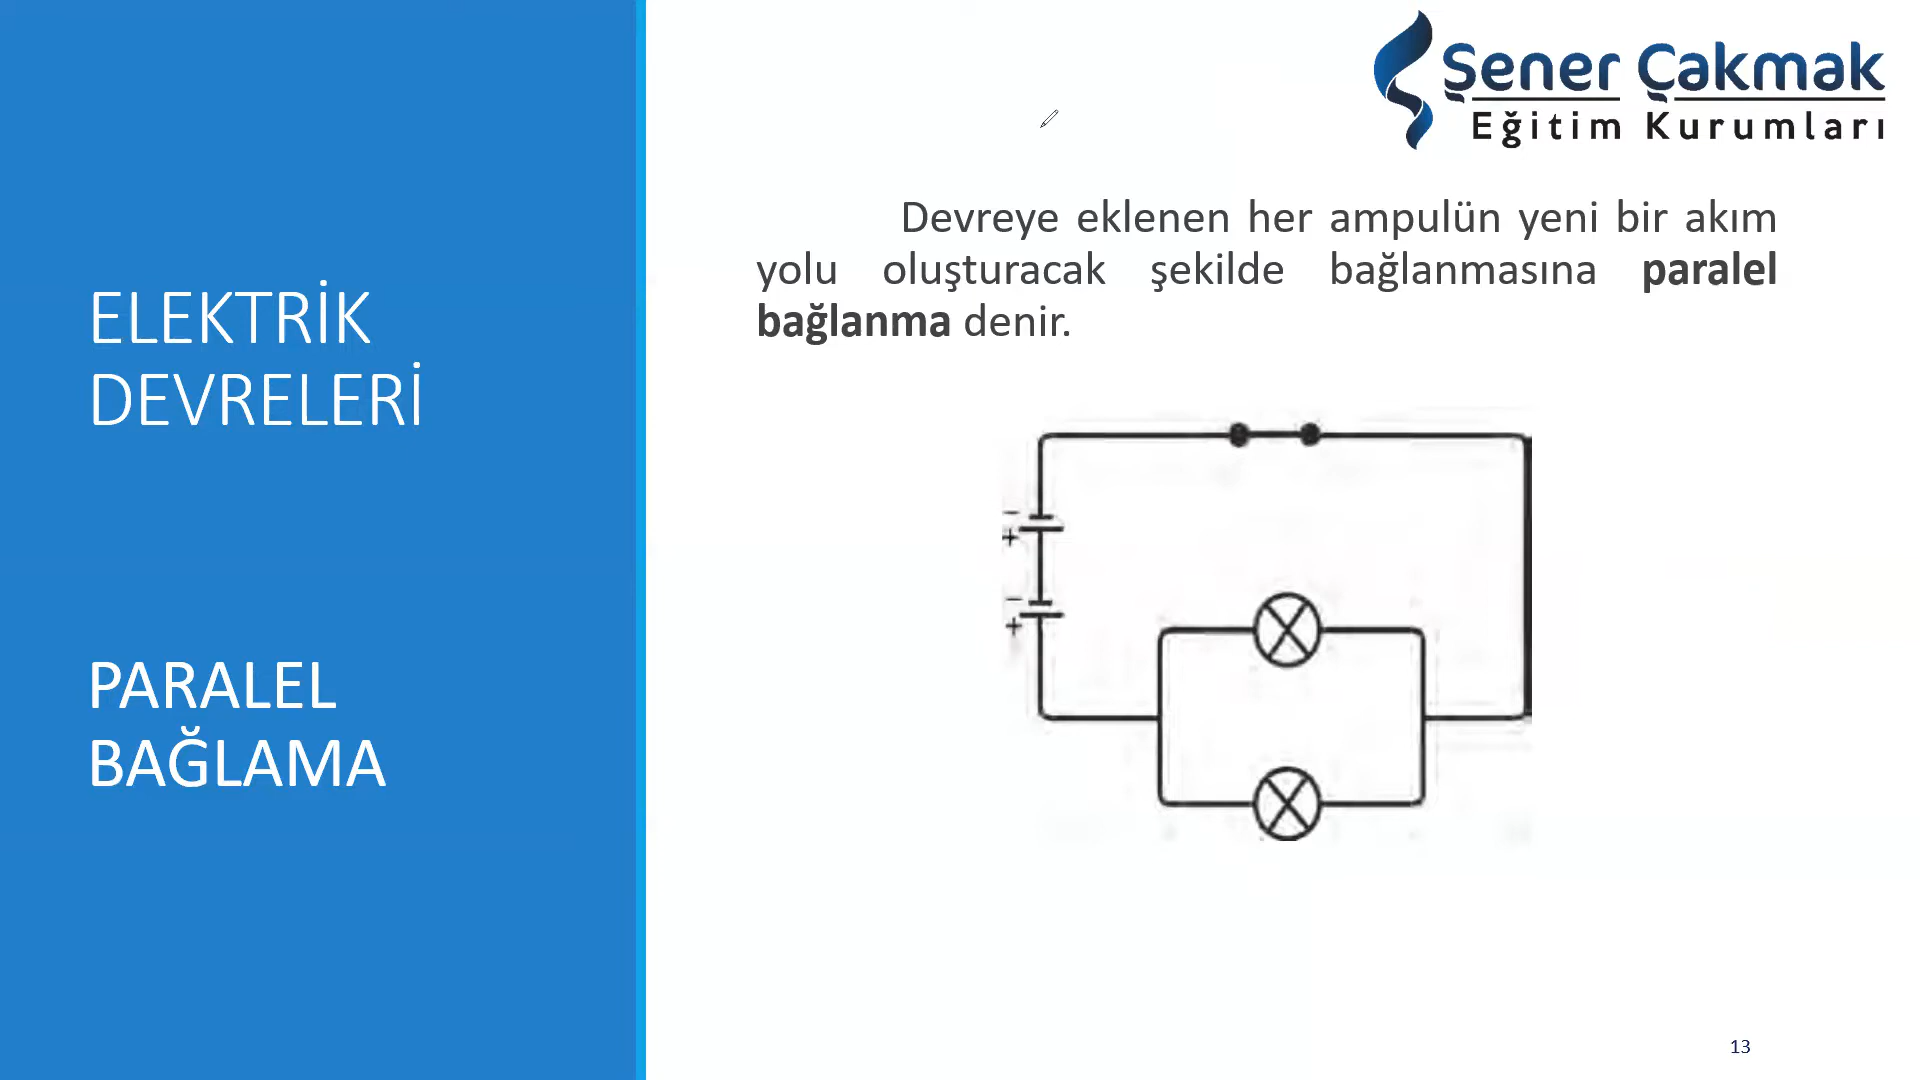 Şener Çakmak
Eğitim Kurumları
ELEKTRİK
DEVRELERİ
PARALEL
BAĞLAMA
Devreye eklenen her ampulün yeni bir akım
yolu oluşturacak şekilde bağlanmasına paralel
bağlanma denir.
−
+
−
+
13